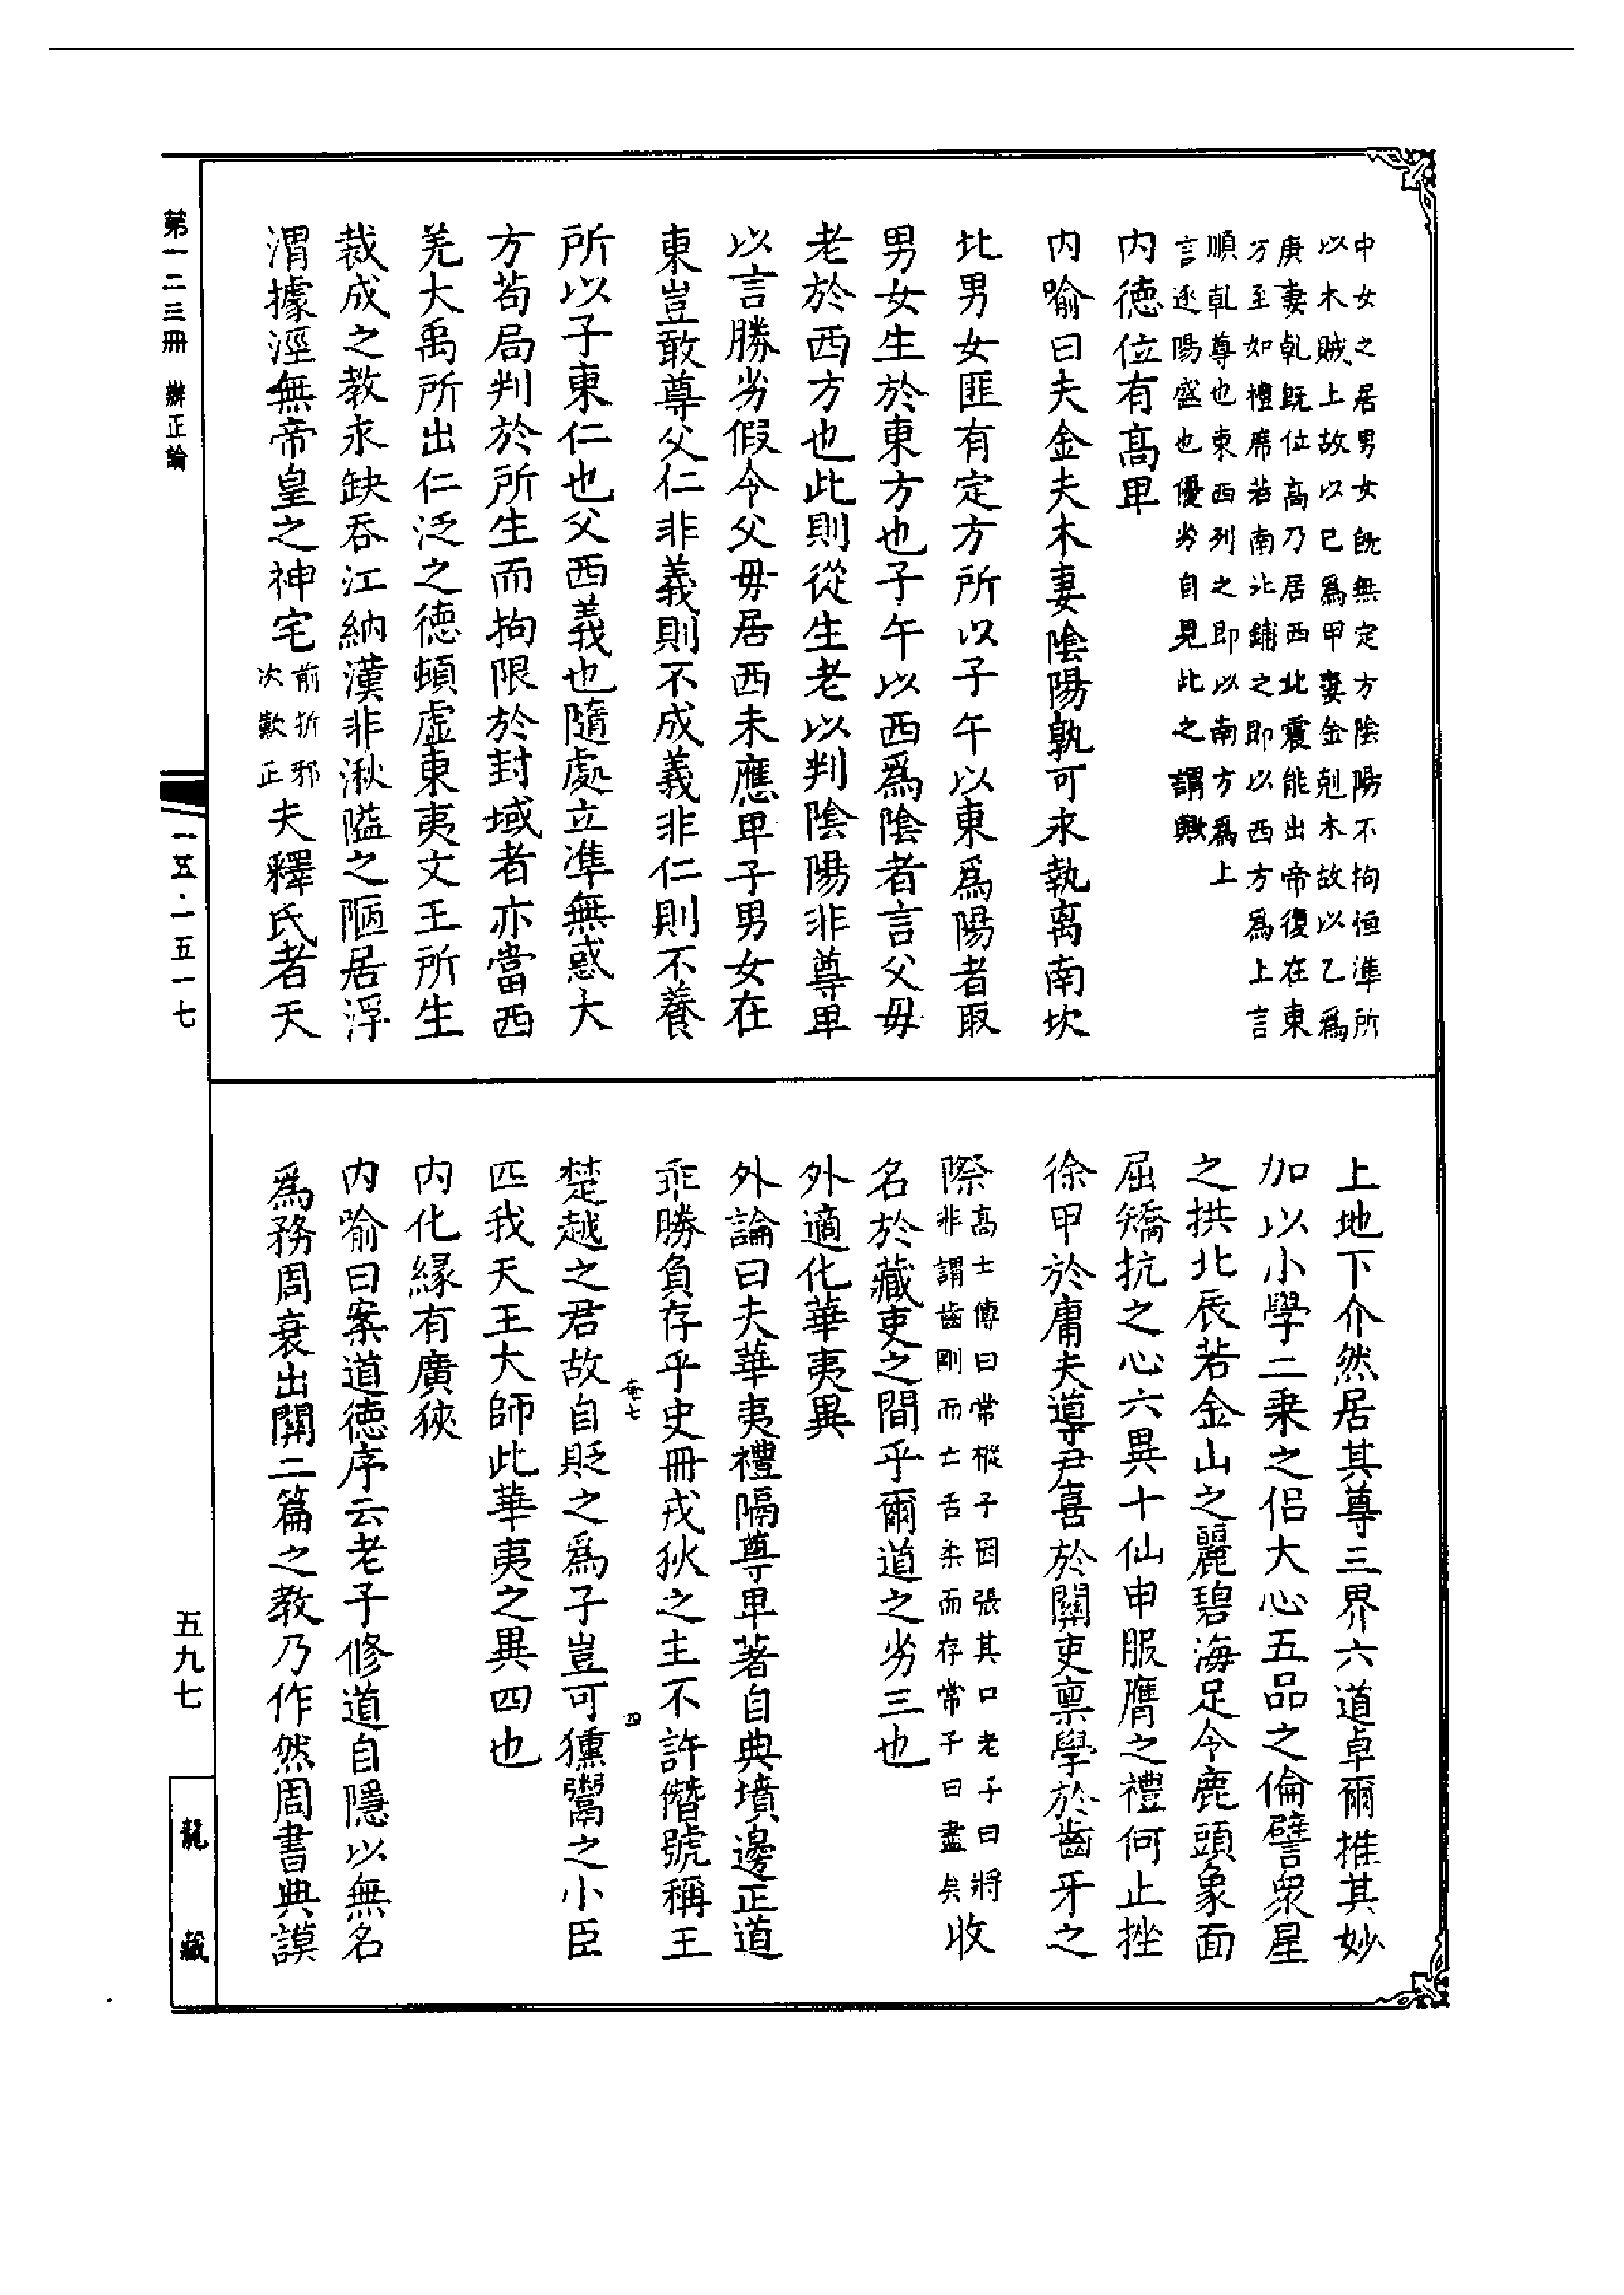 中女之居男女既無定方陰陽不拘恒準所
以木賊上故以己爲甲妻金剋木故以乙爲
庚妻乹既位高乃居西北震能出帝復在東
方至如禮席若南北鋪之即以西方爲上言
順乹尊也東西列之即以南方爲上
言逐陽盛也優劣自見此之謂歟
内德位有高卑
内喻曰夫金夫木妻陰陽孰可永執离南坎
北男女匪有定方所以子午以東爲陽者取
男女生於東方也子午以西爲陰者言父母
老於西方也此則從生老以判陰陽非尊卑
以言勝劣假令父母居西未應卑子男女在
東豈敢尊父仁非義則不成義非仁則不養
所以子東仁也父西義也隨處立準無惑大
方苟局判於所生而拘限於封域者亦當西
羌大禹所出仁泛之德頓虛東夷文王所生
裁成之教永缺吞江納漢非湫隘之陋居浮
渭據涇無帝皇之神宅前折邪次歎正夫釋氏者天
上地下介然居其尊三界六道卓爾推其妙
加以小學二乗之侣大心五品之倫譬衆星
之拱北辰若金山之麗碧海足令鹿頭象面
屈矯抗之心六異十仙申服膺之禮何止挫
徐甲於庸夫導尹喜於關吏禀學於齒牙之
際高士傳曰常樅子因張其口老子曰將非謂齒剛而亡舌柔而存常子曰盡矣收
名於藏吏之間乎爾道之劣三也
外適化華夷異
外論曰夫華夷禮隔尊卑著自典墳邊正道
乖勝負存乎史冊戎狄之主不許僭號稱王
楚越之君故自貶之爲子豈可獯鬻之小臣
匹我天王大師此華夷之異四也
内化緣有廣狹
内喻曰案道德序云老子修道自隱以無名
爲務周衰出關二篇之教乃作然周書典謨
第一二三冊 辯正論
一五·一五一七
五九七
龍藏
七
四